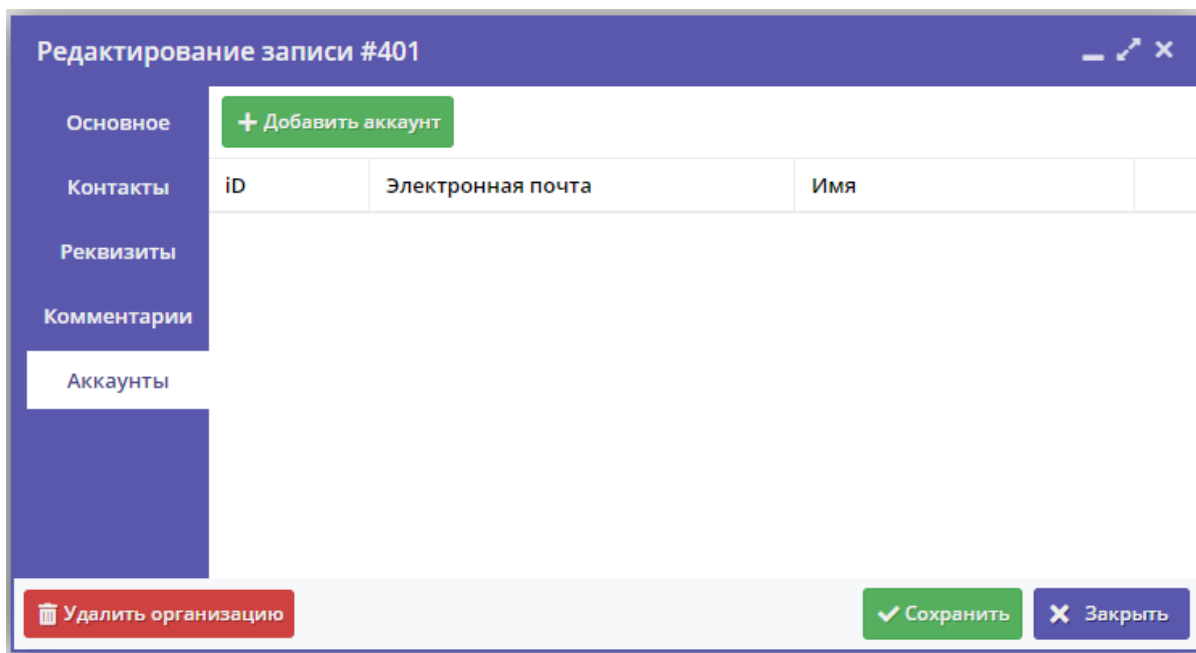 Редактирование записи #401
Основное
Контакты
Реквизиты
Комментарии
Аккаунты
Добавить аккаунт
iD Электронная почта Имя
Удалить организацию Сохранить Закрыть